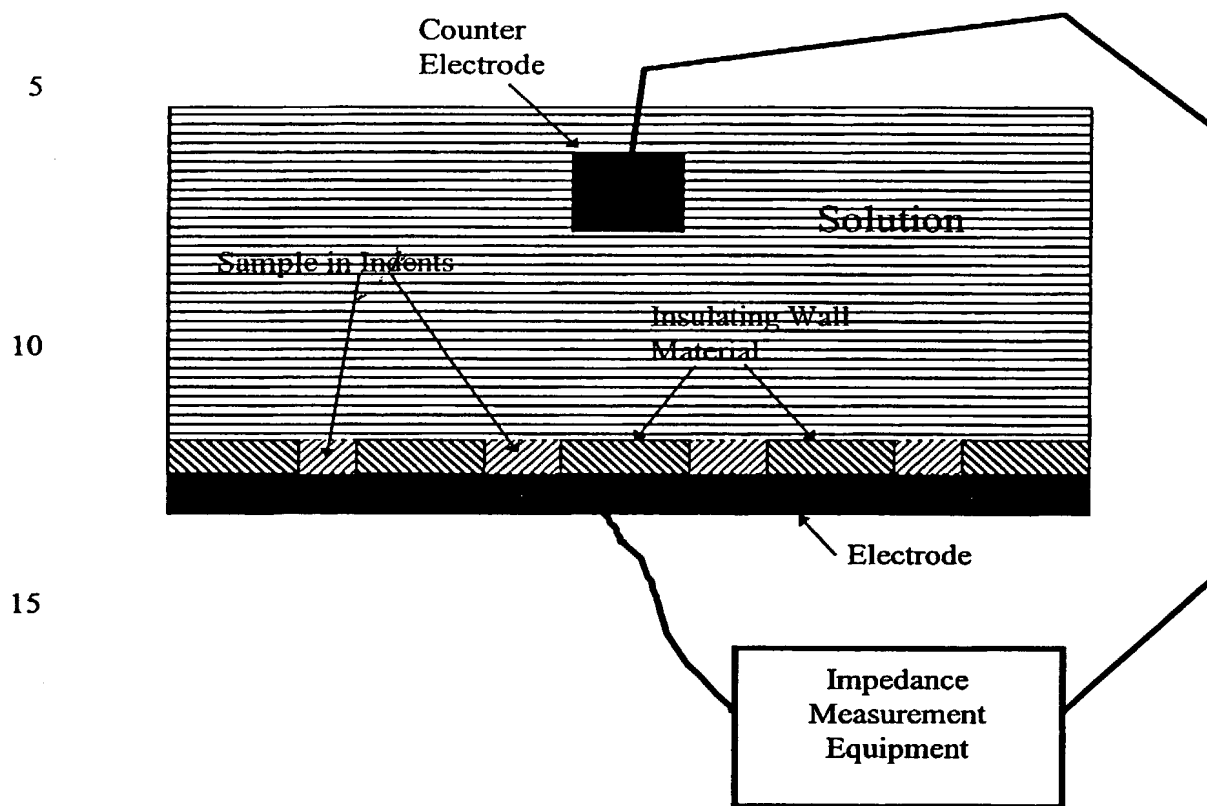 Counter
Electrode
5
Solution
Sample in Indents
Insulating Wall
10
Material
Electrode
15
Impedance
Measurement
Equipment